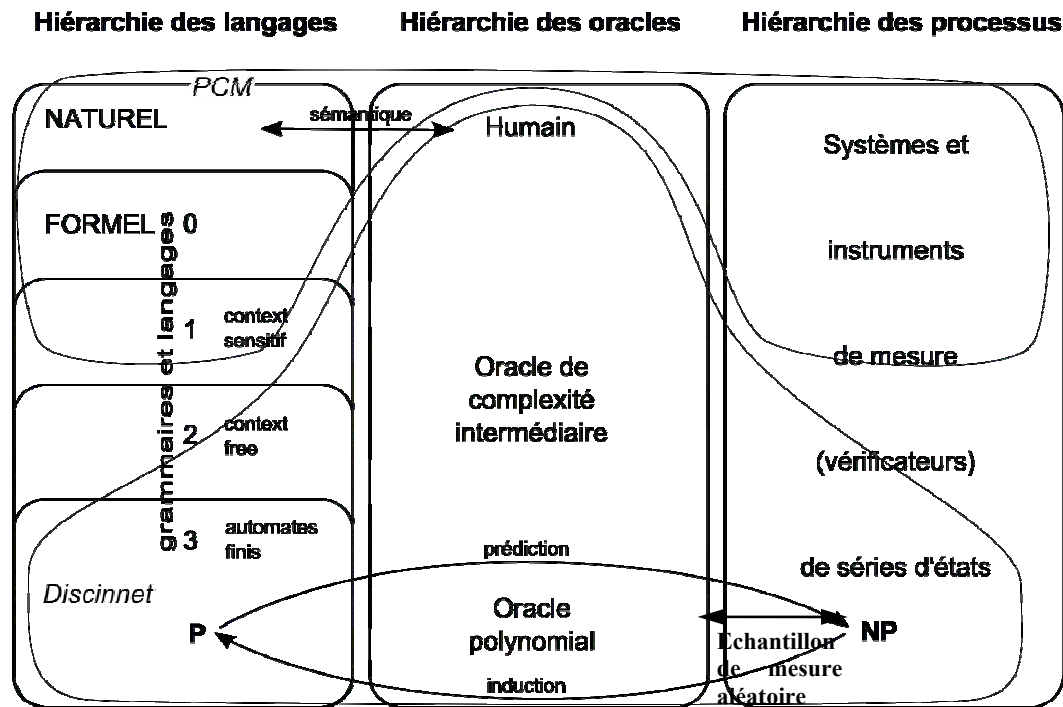 Hiérarchie des langages
Hiérarchie des oracles
Hiérarchie des processus
PCM
NATUREL
sémantique
Humain
Systèmes et
FORMEL 0
instruments
grammaires et langages
1 context
sensitif
de mesure
Oracle de
complexité
intermédiaire
2 context
free
(vérificateurs)
3 automates
finis
prédiction
de séries d'états
Discinnet
Oracle
polynomial
P
NP
Echantillon
de mesure
aléatoire
induction